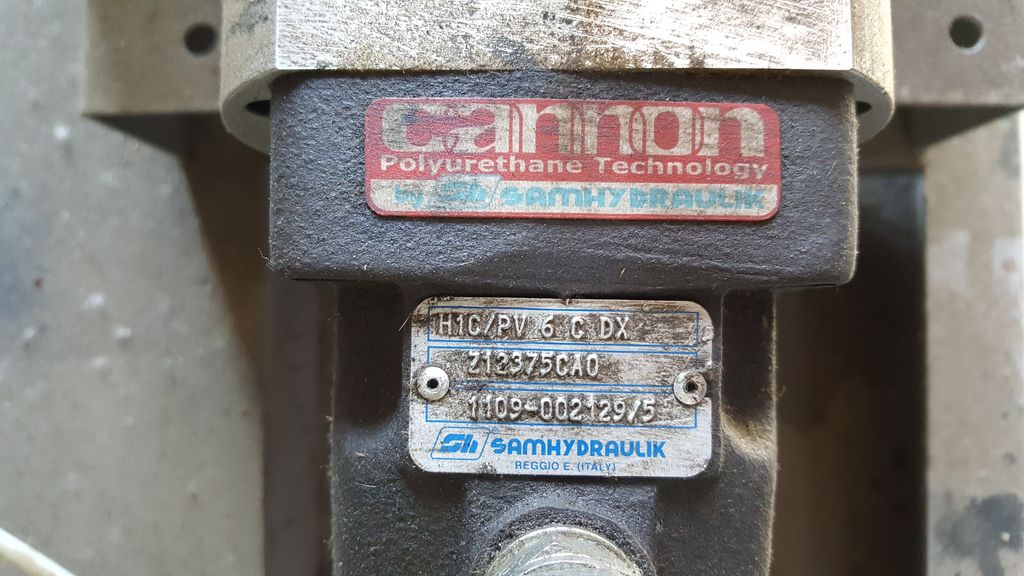 cannon
Polyurethane Technology
by Sh SAMHYDRAULIK
H1C/PV 6 C DX
Z12375CA0
1109-002129/5
Sh SAMHYDRAULIK
REGGIO E. (ITALY)